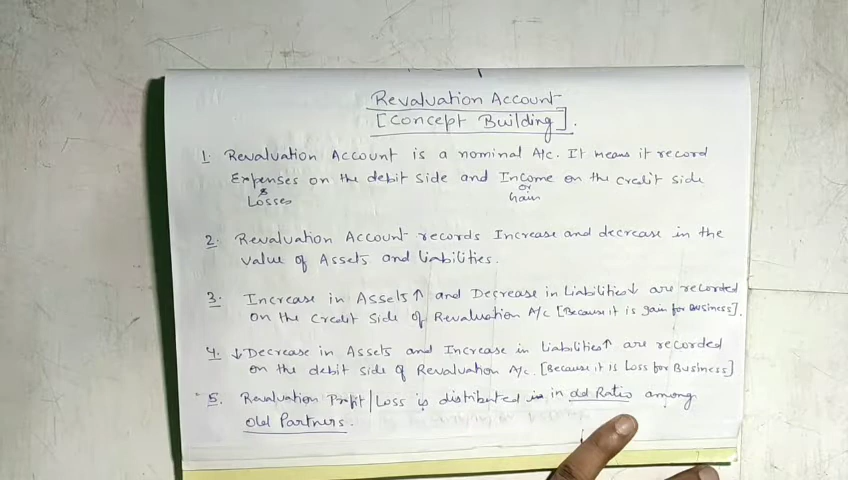 Revaluation Account
[Concept Building].
1. Revaluation Account is a nominal A/c. It means it record
Expenses on the debit side and Income on the credit side
& Losses
or Gain
2. Revaluation Account records Increase and decrease in the
value of Assets and liabilities.
3. Increase in Assets↑ and Decrease in Liabilities↓ are recorded
on the Credit side of Revaluation A/c [Because it is gain for Business].
4. ↓Decrease in Assets and Increase in Liabilities↑ are recorded
on the debit side of Revaluation A/c. [Because it is Loss for Business]
5. Revaluation Profit/Loss is distibuted in in old Ratio among
old Partners.